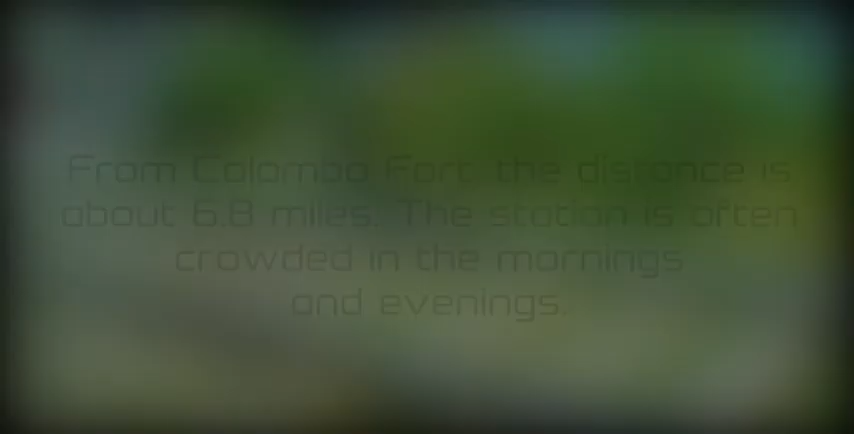 From Colombo Fort, the distance is
about 6.8 miles. The station is often
crowded in the mornings
and evenings.